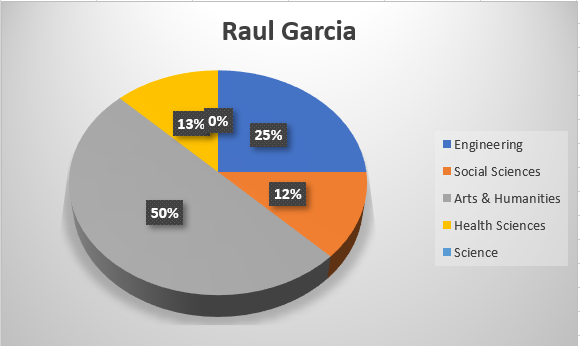 Raul Garcia
13%
0%
25%
12%
50%
Engineering
Social Sciences
Arts & Humanities
Health Sciences
Science